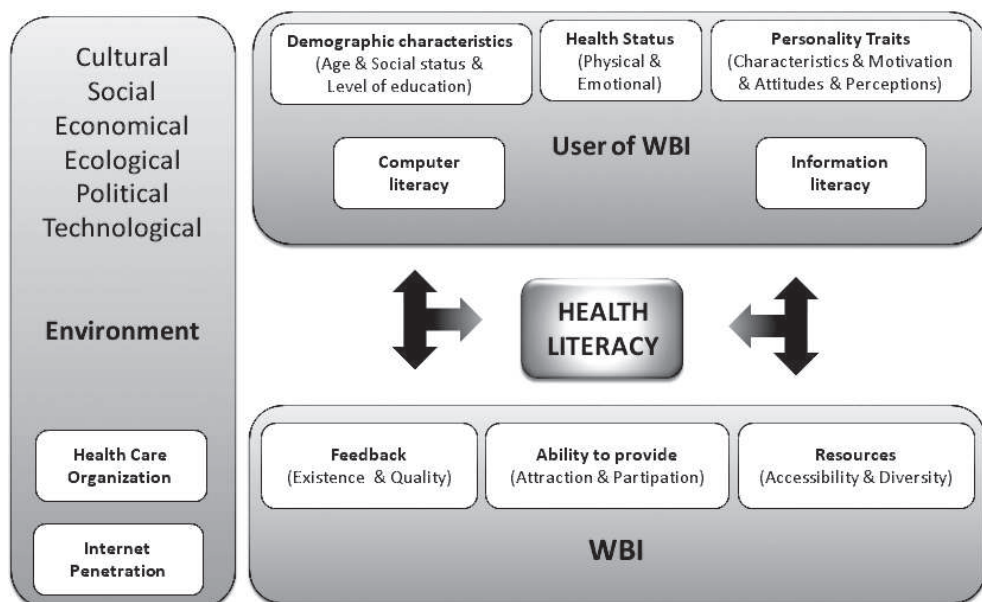 Cultural
Social
Economical
Ecological
Political
Technological
Environment
Health Care
Organization
Internet
Penetration
Demographic characteristics
(Age & Social status &
Level of education)
Health Status
(Physical &
Emotional)
Personality Traits
(Characteristics & Motivation
& Attitudes & Perceptions)
User of WBI
Computer
literacy
Information
literacy
HEALTH
LITERACY
Feedback
(Existence & Quality)
Ability to provide
(Attraction & Partipation)
Resources
(Accessibility & Diversity)
WBI